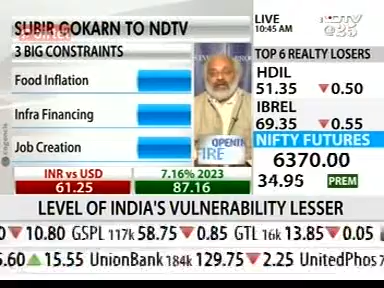 SUBIR GOKARN TO NDTV
3 BIG CONSTRAINTS
Food Inflation
Infra Financing
Job Creation
INR vs USD
61.25
7.16% 2023
87.16
OPENIN
FIRE
LIVE
10:45 AM
NDTV
@25
TOP 6 REALTY LOSERS
HDIL
51.35 ▼0.50
IBREL
69.35 ▼0.55
NIFTY FUTURES
6370.00
34.95 PREM
LEVEL OF INDIA'S VULNERABILITY LESSER
▼10.80 GSPL 117k 58.75 ▼0.85 GTL 16k 13.85 ▼0.05
5.60 ▲15.55 UnionBank 184k 129.75 ▼2.25 UnitedPhos